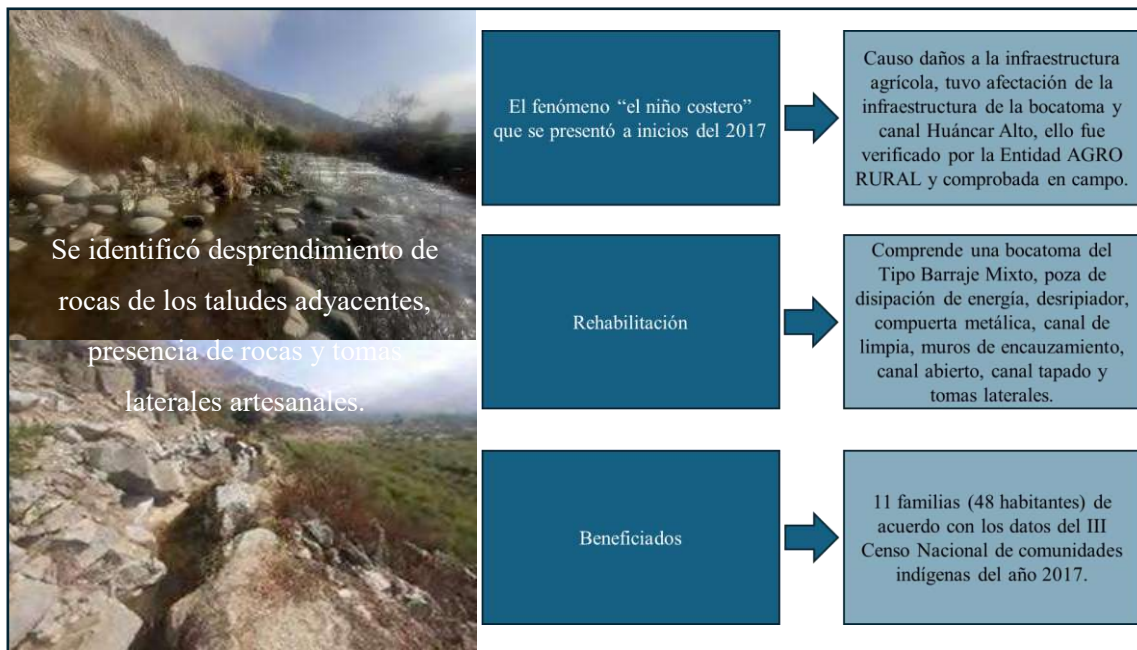 Se identificó desprendimiento de
rocas de los taludes adyacentes,
presencia de rocas y tomas
laterales artesanales.
El fenómeno “el niño costero”
que se presentó a inicios del 2017
Causo daños a la infraestructura
agrícola, tuvo afectación de la
infraestructura de la bocatoma y
canal Huáncar Alto, ello fue
verificado por la Entidad AGRO
RURAL y comprobada en campo.
Rehabilitación
Comprende una bocatoma del
Tipo Barraje Mixto, poza de
disipación de energía, desripiador,
compuerta metálica, canal de
limpia, muros de encauzamiento,
canal abierto, canal tapado y
tomas laterales.
Beneficiados
11 familias (48 habitantes) de
acuerdo con los datos del III
Censo Nacional de comunidades
indígenas del año 2017.